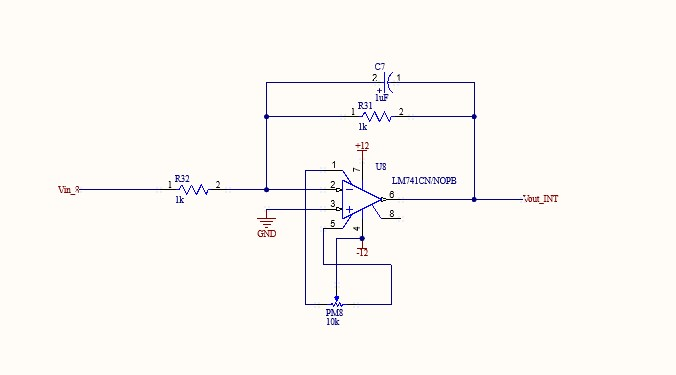 C7
2 1
+
1uF
R31
1 2
1k
+12
7
U8
LM741CN/NOPB
R32
1 2
1k
Vin_8
1
2 −
3 +
5
4
6
8
Vout_INT
GND
-12
PM8
10k